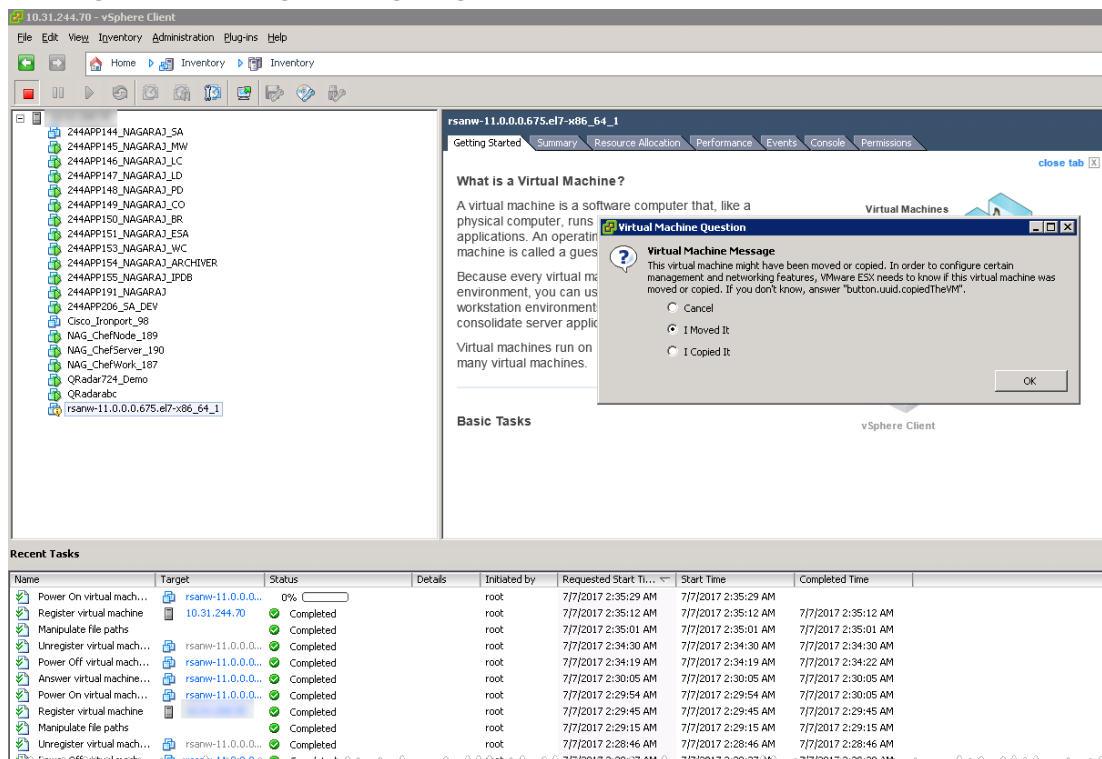 10.31.244.70 - vSphere Client
File Edit View Inventory Administration Plug-ins Help
Home Inventory Inventory
244APP144_NAGARAJ_SA
244APP145_NAGARAJ_MW
244APP146_NAGARAJ_LC
244APP147_NAGARAJ_LD
244APP148_NAGARAJ_PD
244APP149_NAGARAJ_CO
244APP150_NAGARAJ_BR
244APP151_NAGARAJ_ESA
244APP153_NAGARAJ_WC
244APP154_NAGARAJ_ARCHIVER
244APP155_NAGARAJ_IPDB
244APP191_NAGARAJ
244APP206_SA_DEV
Cisco_Ironport_98
NAG_ChefNode_189
NAG_ChefServer_190
NAG_ChefWork_187
QRadar724_Demo
QRadarabc
rsanw-11.0.0.0.675.el7-x86_64_1
rsanw-11.0.0.0.675.el7-x86_64_1
Getting Started Summary Resource Allocation Performance Events Console Permissions
close tab X
What is a Virtual Machine?
A virtual machine is a software computer that, like a
physical computer, runs
applications. An operatin
machine is called a gues
Because every virtual ma
environment, you can us
workstation environment
consolidate server applic
Virtual machines run on
many virtual machines.
Basic Tasks
Virtual Machines
vSphere Client
Virtual Machine Question
Virtual Machine Message
This virtual machine might have been moved or copied. In order to configure certain
management and networking features, VMware ESX needs to know if this virtual machine was
moved or copied. If you don't know, answer "button.uuid.copiedTheVM".
Cancel
I Moved It
I Copied It
OK
Recent Tasks
Name Target Status Details Initiated by Requested Start Ti... Start Time Completed Time
Power On virtual mach... rsanw-11.0.0.0... 0% root 7/7/2017 2:35:29 AM 7/7/2017 2:35:29 AM
Register virtual machine 10.31.244.70 Completed root 7/7/2017 2:35:12 AM 7/7/2017 2:35:12 AM 7/7/2017 2:35:12 AM
Manipulate file paths Completed root 7/7/2017 2:35:01 AM 7/7/2017 2:35:01 AM 7/7/2017 2:35:01 AM
Unregister virtual mach... rsanw-11.0.0.0... Completed root 7/7/2017 2:34:30 AM 7/7/2017 2:34:30 AM 7/7/2017 2:34:30 AM
Power Off virtual mach... rsanw-11.0.0.0... Completed root 7/7/2017 2:34:19 AM 7/7/2017 2:34:19 AM 7/7/2017 2:34:22 AM
Answer virtual machine... rsanw-11.0.0.0... Completed root 7/7/2017 2:30:05 AM 7/7/2017 2:30:05 AM 7/7/2017 2:30:05 AM
Power On virtual mach... rsanw-11.0.0.0... Completed root 7/7/2017 2:29:54 AM 7/7/2017 2:29:54 AM 7/7/2017 2:30:05 AM
Register virtual machine Completed root 7/7/2017 2:29:45 AM 7/7/2017 2:29:45 AM 7/7/2017 2:29:45 AM
Manipulate file paths Completed root 7/7/2017 2:29:15 AM 7/7/2017 2:29:15 AM 7/7/2017 2:29:15 AM
Unregister virtual mach... rsanw-11.0.0.0... Completed root 7/7/2017 2:28:46 AM 7/7/2017 2:28:46 AM 7/7/2017 2:28:46 AM